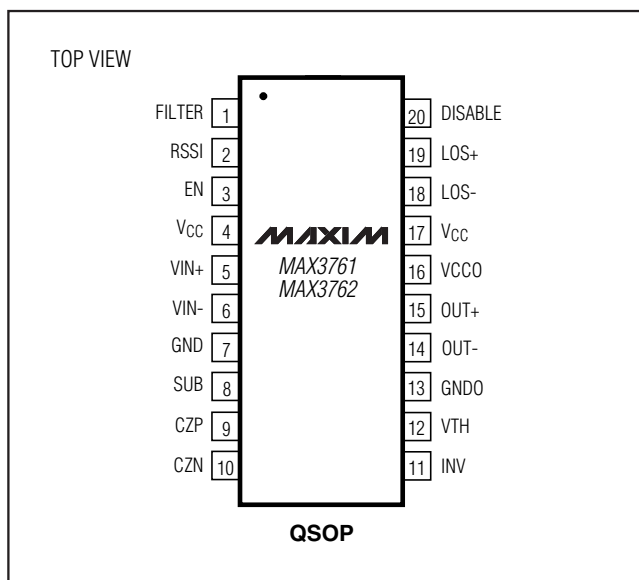 TOP VIEW
FILTER 1
RSSI 2
EN 3
VCC 4
VIN+ 5
VIN- 6
GND 7
SUB 8
CZP 9
CZN 10
MAXIM
MAX3761
MAX3762
20 DISABLE
19 LOS+
18 LOS-
17 VCC
16 VCCO
15 OUT+
14 OUT-
13 GNDO
12 VTH
11 INV
QSOP